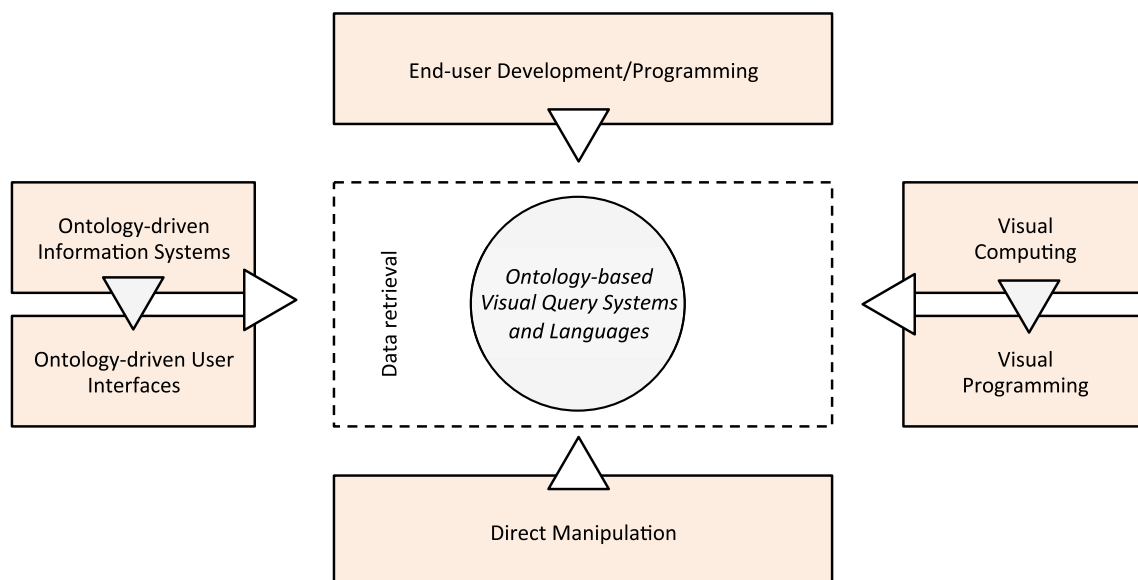 End-user Development/Programming
Ontology-driven
Information Systems
Ontology-driven User
Interfaces
Data retrieval
Ontology-based
Visual Query Systems
and Languages
Visual
Computing
Visual
Programming
Direct Manipulation